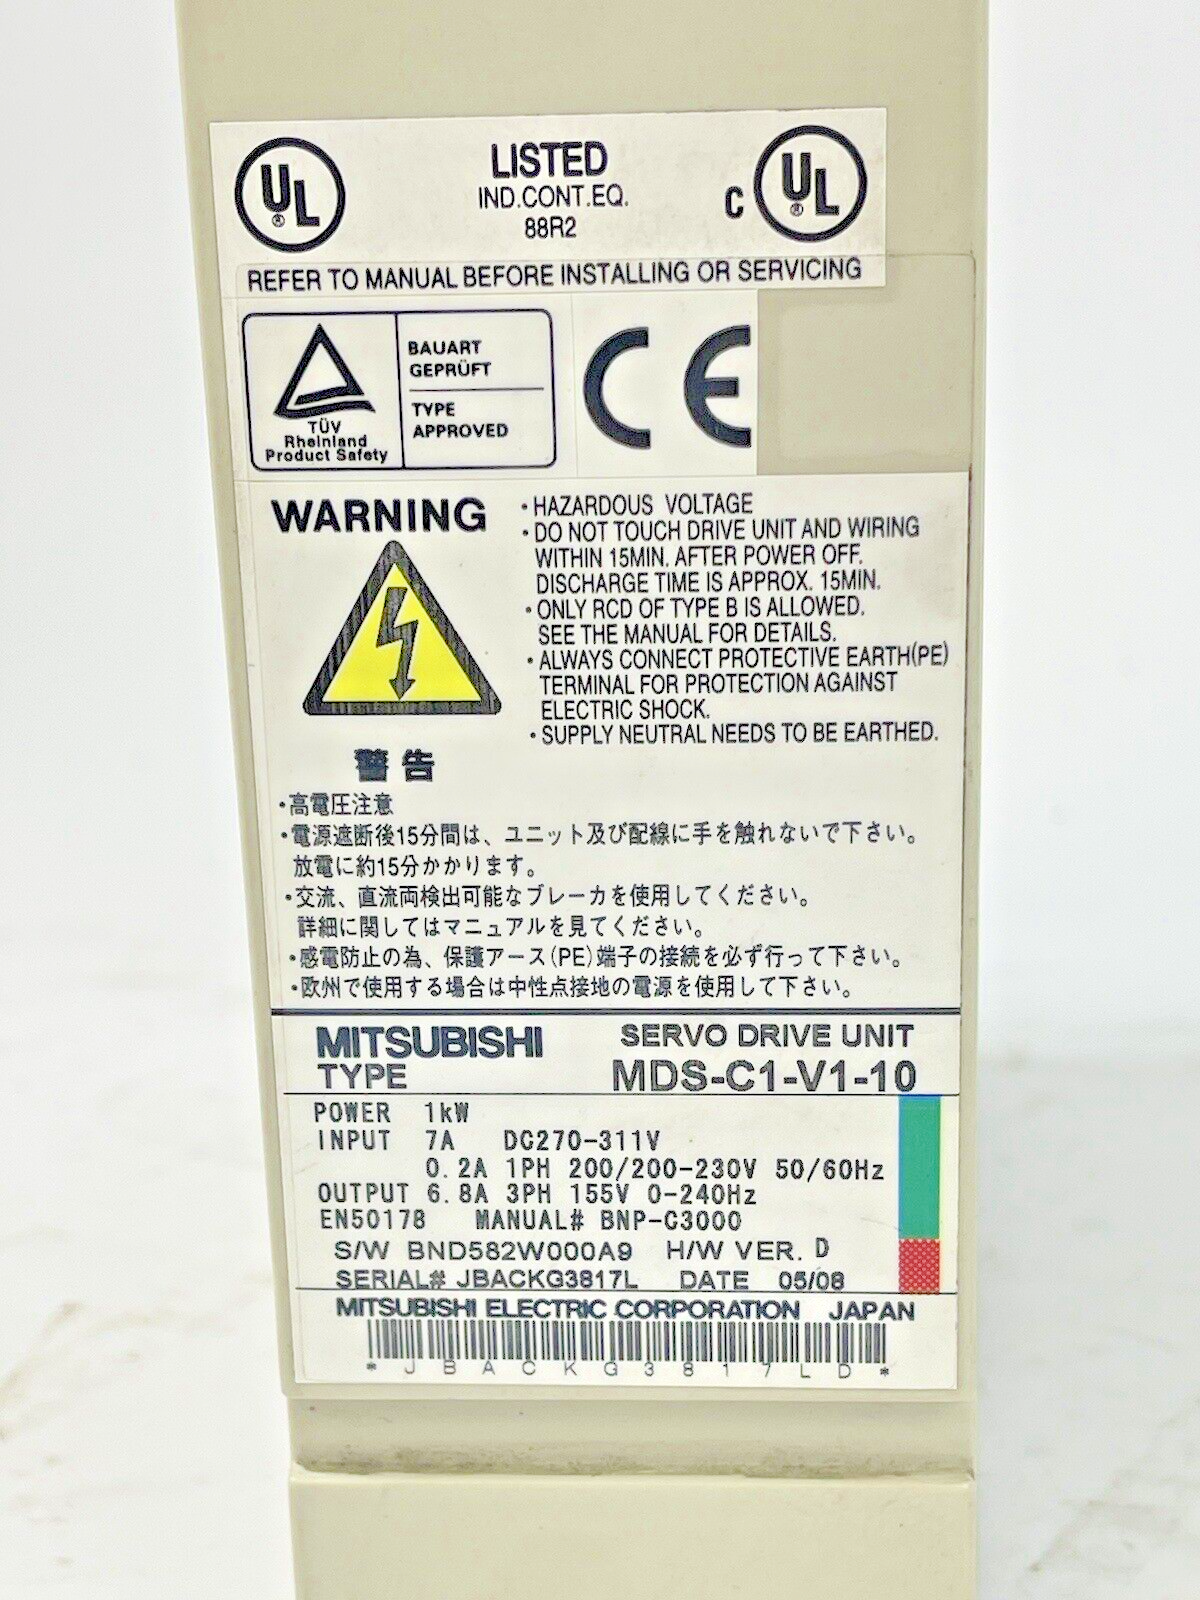 UL
®
LISTED
IND.CONT.EQ.
88R2
C UL
®
REFER TO MANUAL BEFORE INSTALLING OR SERVICING
TÜV
Rheinland
Product Safety
BAUART
GEPRÜFT
TYPE
APPROVED
CE
WARNING
・HAZARDOUS VOLTAGE
・DO NOT TOUCH DRIVE UNIT AND WIRING
WITHIN 15MIN. AFTER POWER OFF.
DISCHARGE TIME IS APPROX. 15MIN.
・ONLY RCD OF TYPE B IS ALLOWED.
SEE THE MANUAL FOR DETAILS.
・ALWAYS CONNECT PROTECTIVE EARTH(PE)
TERMINAL FOR PROTECTION AGAINST
ELECTRIC SHOCK.
・SUPPLY NEUTRAL NEEDS TO BE EARTHED.
警告
・高電圧注意
・電源遮断後15分間は、ユニット及び配線に手を触れないで下さい。
放電に約15分かかります。
・交流、直流両検出可能なブレーカを使用してください。
詳細に関してはマニュアルを見てください。
・感電防止の為、保護アース(PE)端子の接続を必ず行って下さい。
・欧州で使用する場合は中性点接地の電源を使用して下さい。
MITSUBISHI SERVO DRIVE UNIT
TYPE MDS-C1-V1-10
POWER 1kW
INPUT 7A DC270-311V
0.2A 1PH 200/200-230V 50/60Hz
OUTPUT 6.8A 3PH 155V 0-240Hz
EN50178 MANUAL# BNP-C3000
S/W BND582W000A9 H/W VER. D
SERIAL# JBACKG3817L DATE 05/08
MITSUBISHI ELECTRIC CORPORATION JAPAN
*JBACKG3817LD*